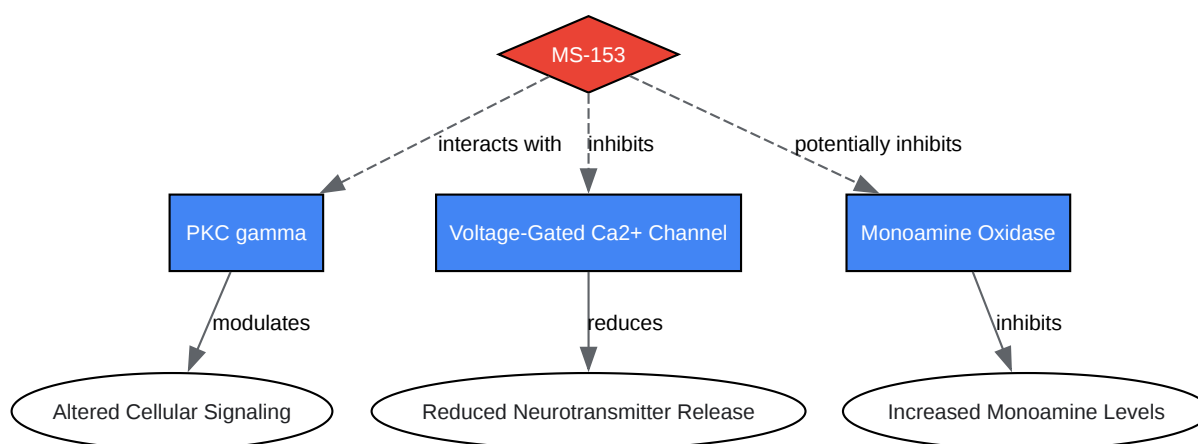 MS-153
interacts with
inhibits
potentially inhibits
PKC gamma
Voltage-Gated Ca2+ Channel
Monoamine Oxidase
modulates
reduces
inhibits
Altered Cellular Signaling
Reduced Neurotransmitter Release
Increased Monoamine Levels